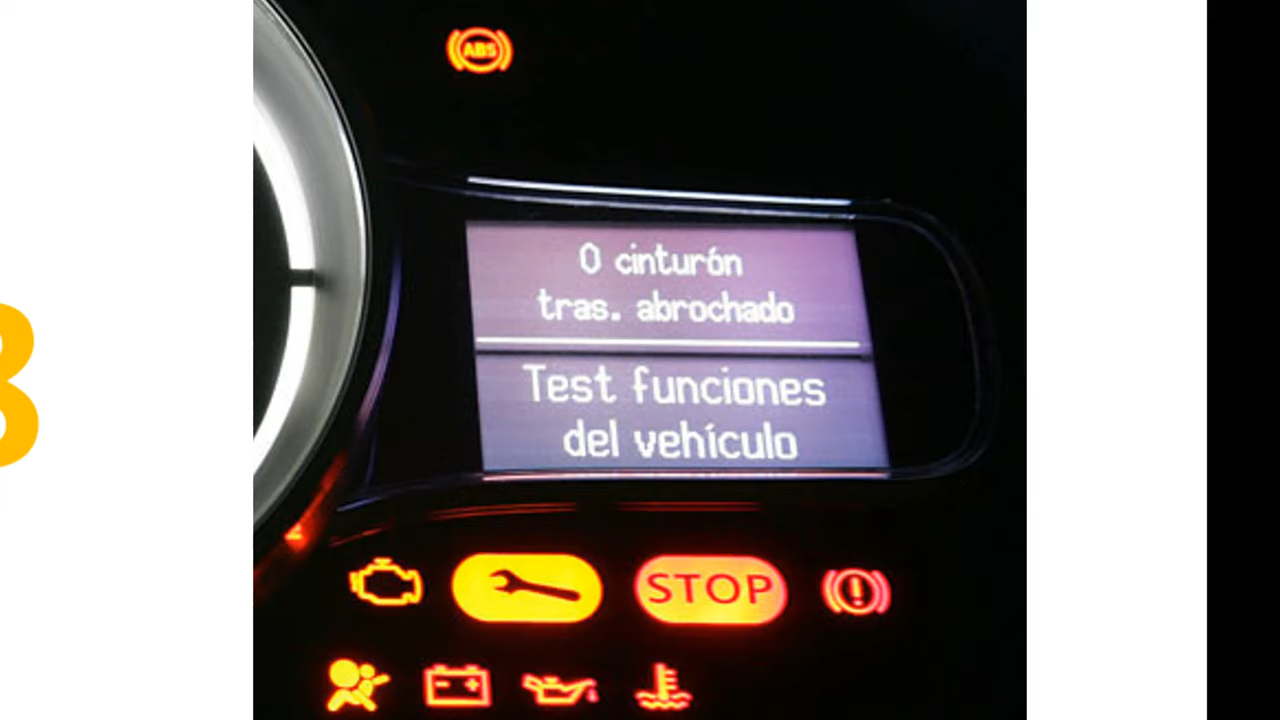 ABS
0 cinturón
tras. abrochado
Test funciones
del vehículo
STOP